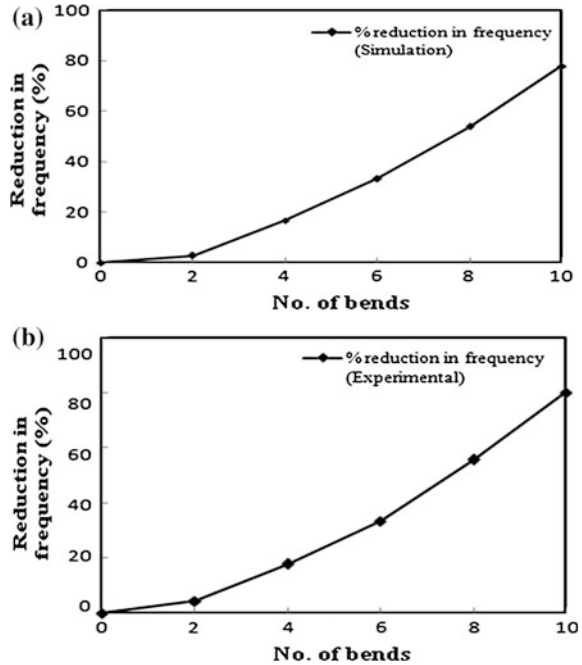 (a)
100
80
60
40
20
0
Reduction in
frequency (%)
% reduction in frequency
(Simulation)
0 2 4 6 8 10
No. of bends
(b)
100
80
60
40
20
0
Reduction in
frequency (%)
% reduction in frequency
(Experimental)
0 2 4 6 8 10
No. of bends